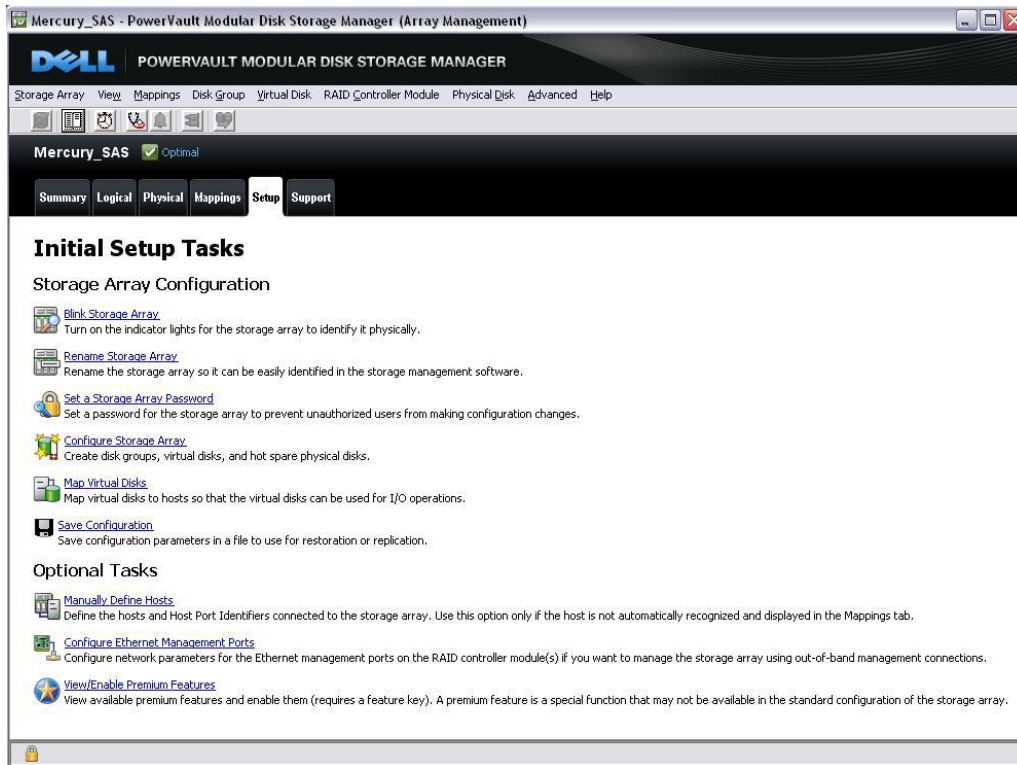 Mercury_SAS - PowerVault Modular Disk Storage Manager (Array Management)
DELL POWERVAULT MODULAR DISK STORAGE MANAGER
Storage Array View Mappings Disk Group Virtual Disk RAID Controller Module Physical Disk Advanced Help
Mercury_SAS Optimal
Summary Logical Physical Mappings Setup Support
Initial Setup Tasks
Storage Array Configuration
Blink Storage Array
Turn on the indicator lights for the storage array to identify it physically.
Rename Storage Array
Rename the storage array so it can be easily identified in the storage management software.
Set a Storage Array Password
Set a password for the storage array to prevent unauthorized users from making configuration changes.
Configure Storage Array
Create disk groups, virtual disks, and hot spare physical disks.
Map Virtual Disks
Map virtual disks to hosts so that the virtual disks can be used for I/O operations.
Save Configuration
Save configuration parameters in a file to use for restoration or replication.
Optional Tasks
Manually Define Hosts
Define the hosts and Host Port Identifiers connected to the storage array. Use this option only if the host is not automatically recognized and displayed in the Mappings tab.
Configure Ethernet Management Ports
Configure network parameters for the Ethernet management ports on the RAID controller module(s) if you want to manage the storage array using out-of-band management connections.
View/Enable Premium Features
View available premium features and enable them (requires a feature key). A premium feature is a special function that may not be available in the standard configuration of the storage array.